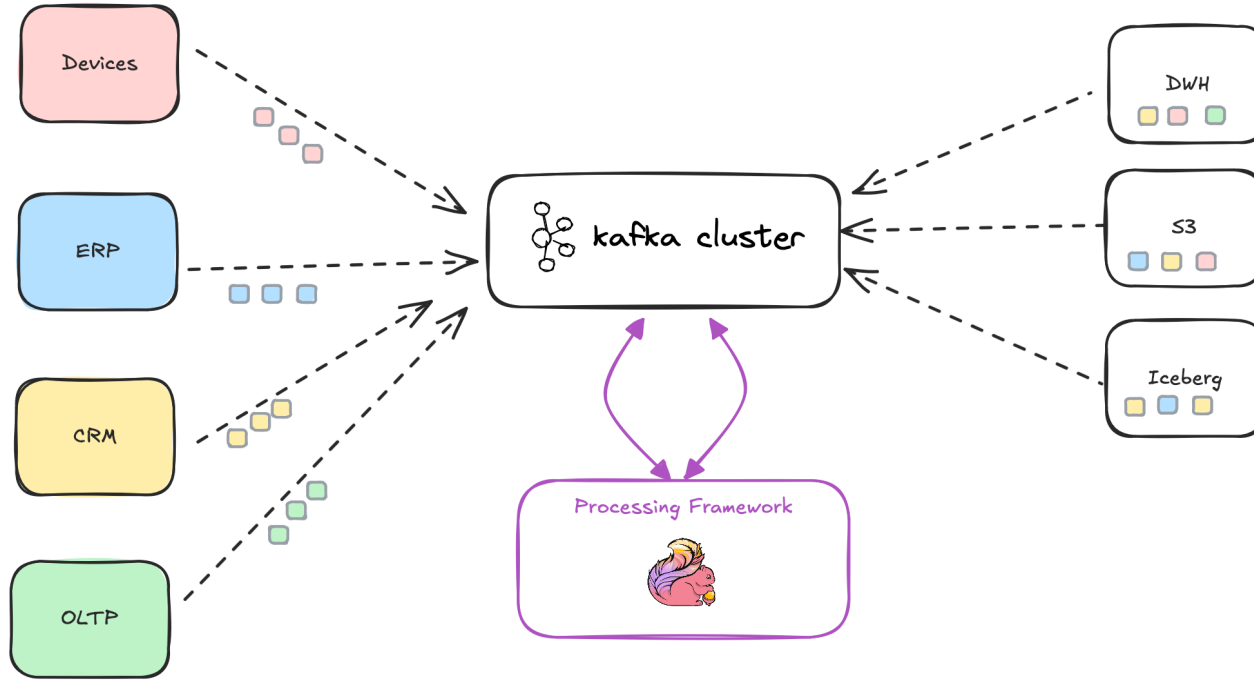 Devices
ERP
CRM
OLTP
kafka cluster
Processing Framework
DWH
S3
Iceberg